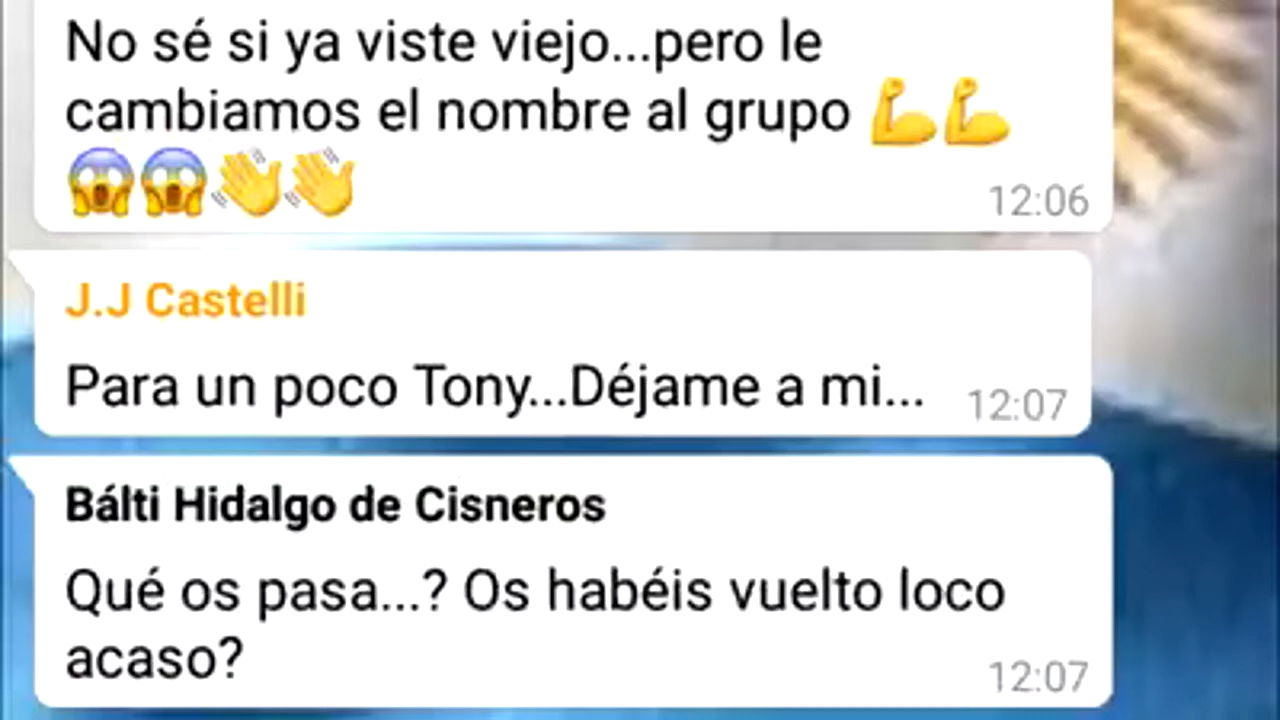 No sé si ya viste viejo...pero le
cambiamos el nombre al grupo 💪💪
😱😱👋👋
12:06
J.J Castelli
Para un poco Tony...Déjame a mi...
12:07
Bálti Hidalgo de Cisneros
Qué os pasa...? Os habéis vuelto loco
acaso?
12:07